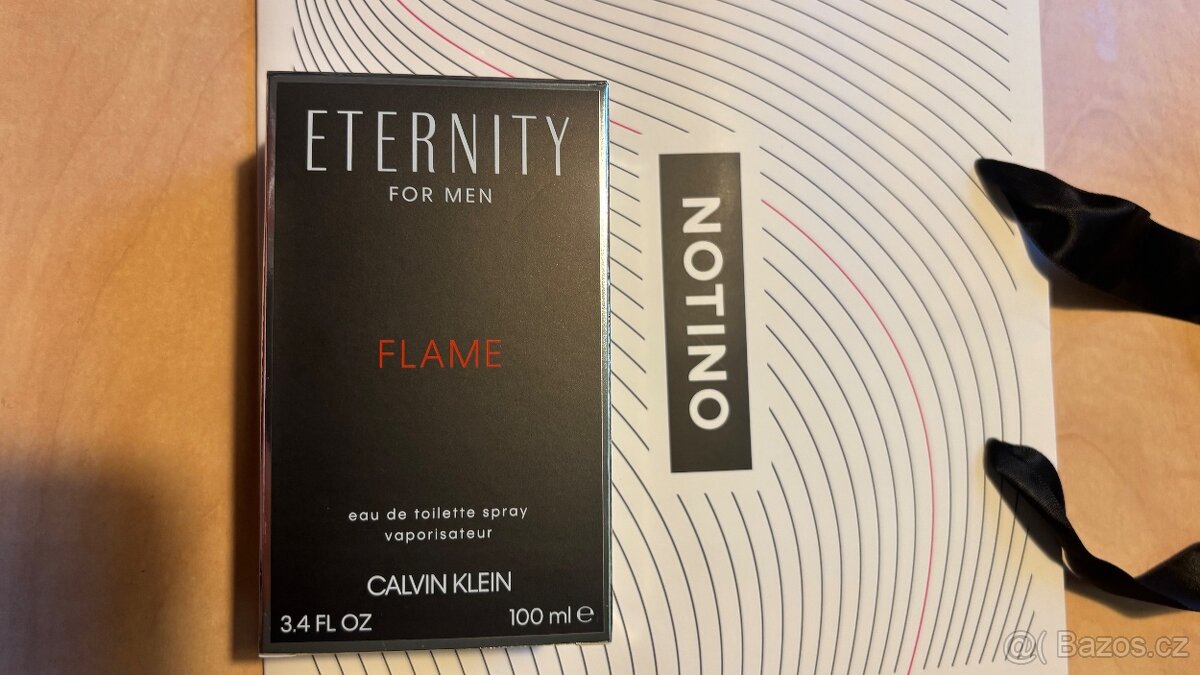 ETERNITY
FOR MEN
FLAME
eau de toilette spray
vaporisateur
CALVIN KLEIN
3.4 FL OZ 100 ml ℮
NOTINO
@( Bazos.cz